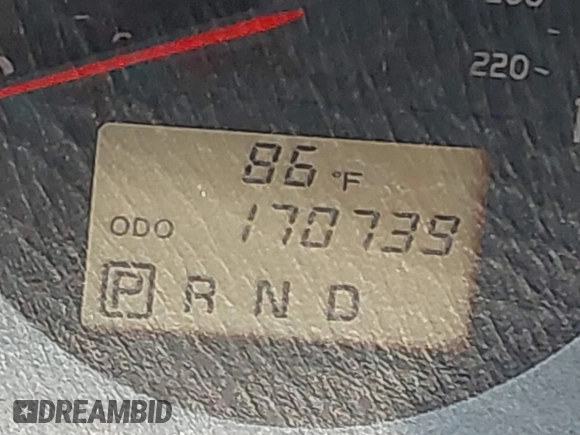 220-
86 °F
ODO 170739
P R N D
DREAMBID